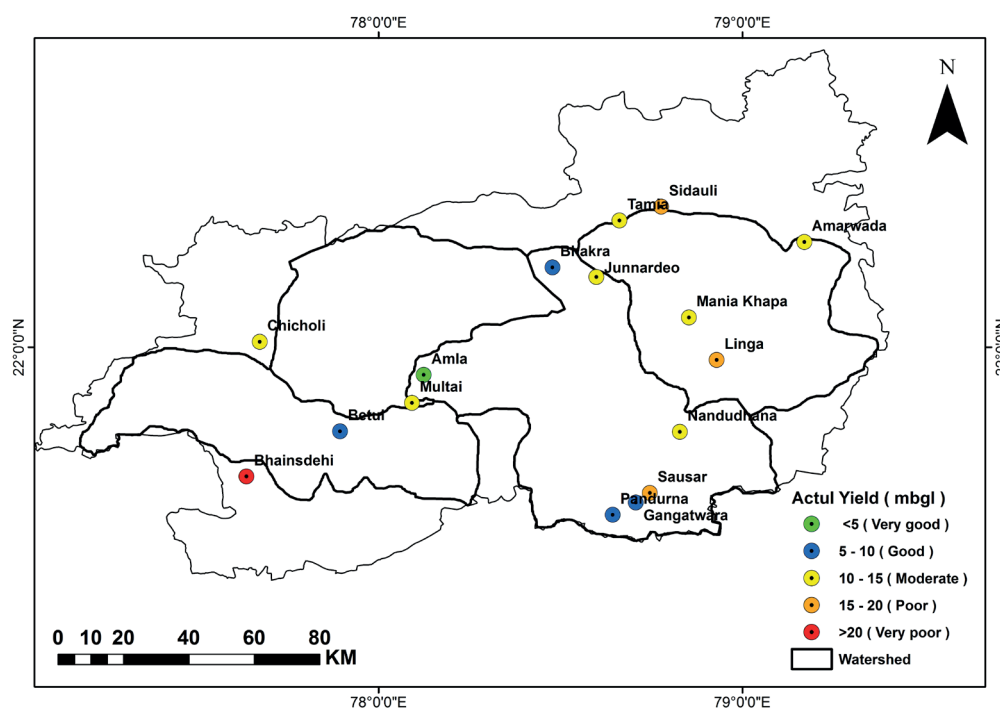 78°0'0"E
79°0'0"E
N
Sidauli
Tamia
Amarwada
Bhakra
Junnardeo
Mania Khapa
Chicholi
22°0'0"N
22°0'0"N
Linga
Amla
Multai
Betul
Nandudhana
Bhainsdehi
Sausar
Pandurna
Gangatwara
Actul Yield ( mbgl )
<5 ( Very good )
5 - 10 ( Good )
10 - 15 ( Moderate )
15 - 20 ( Poor )
>20 ( Very poor )
Watershed
0 10 20 40 60 80
KM
78°0'0"E
79°0'0"E